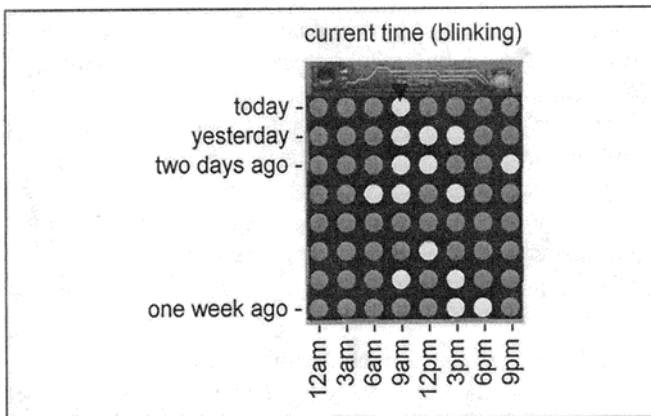 current time (blinking)
today -
yesterday -
two days ago -
one week ago -
12am
3am
6am
9am
12pm
3pm
6pm
9pm